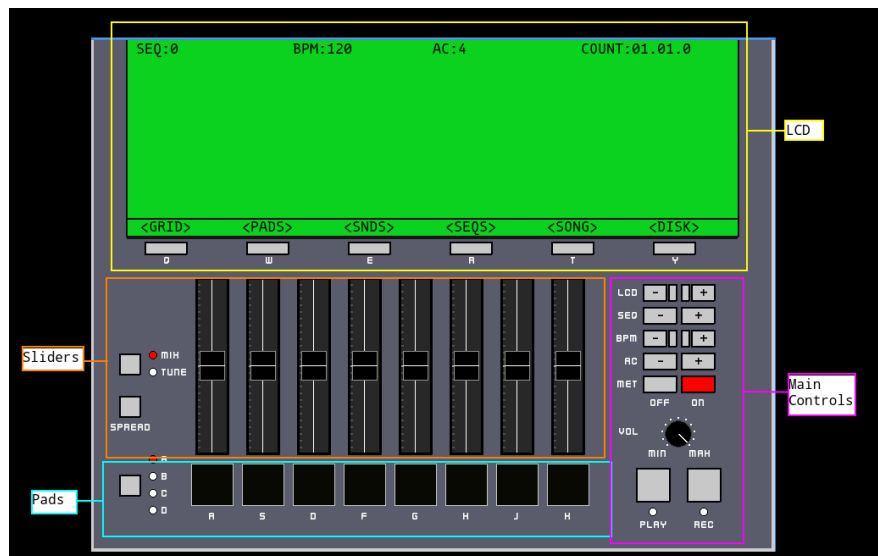 SEQ:0 BPM:120 AC:4 COUNT:01.01.0
LCD
<GRID> <PADS> <SNDS> <SEQS> <SONG> <DISK>
Q W E R T Y
LCD - +
SEQ - +
BPM - +
AC - +
MET
OFF ON
VOL
MIN MAX
PLAY REC
Main
Controls
Sliders
MIX
TUNE
SPREAD
Pads
A
B
C
D
A S D F G H J K